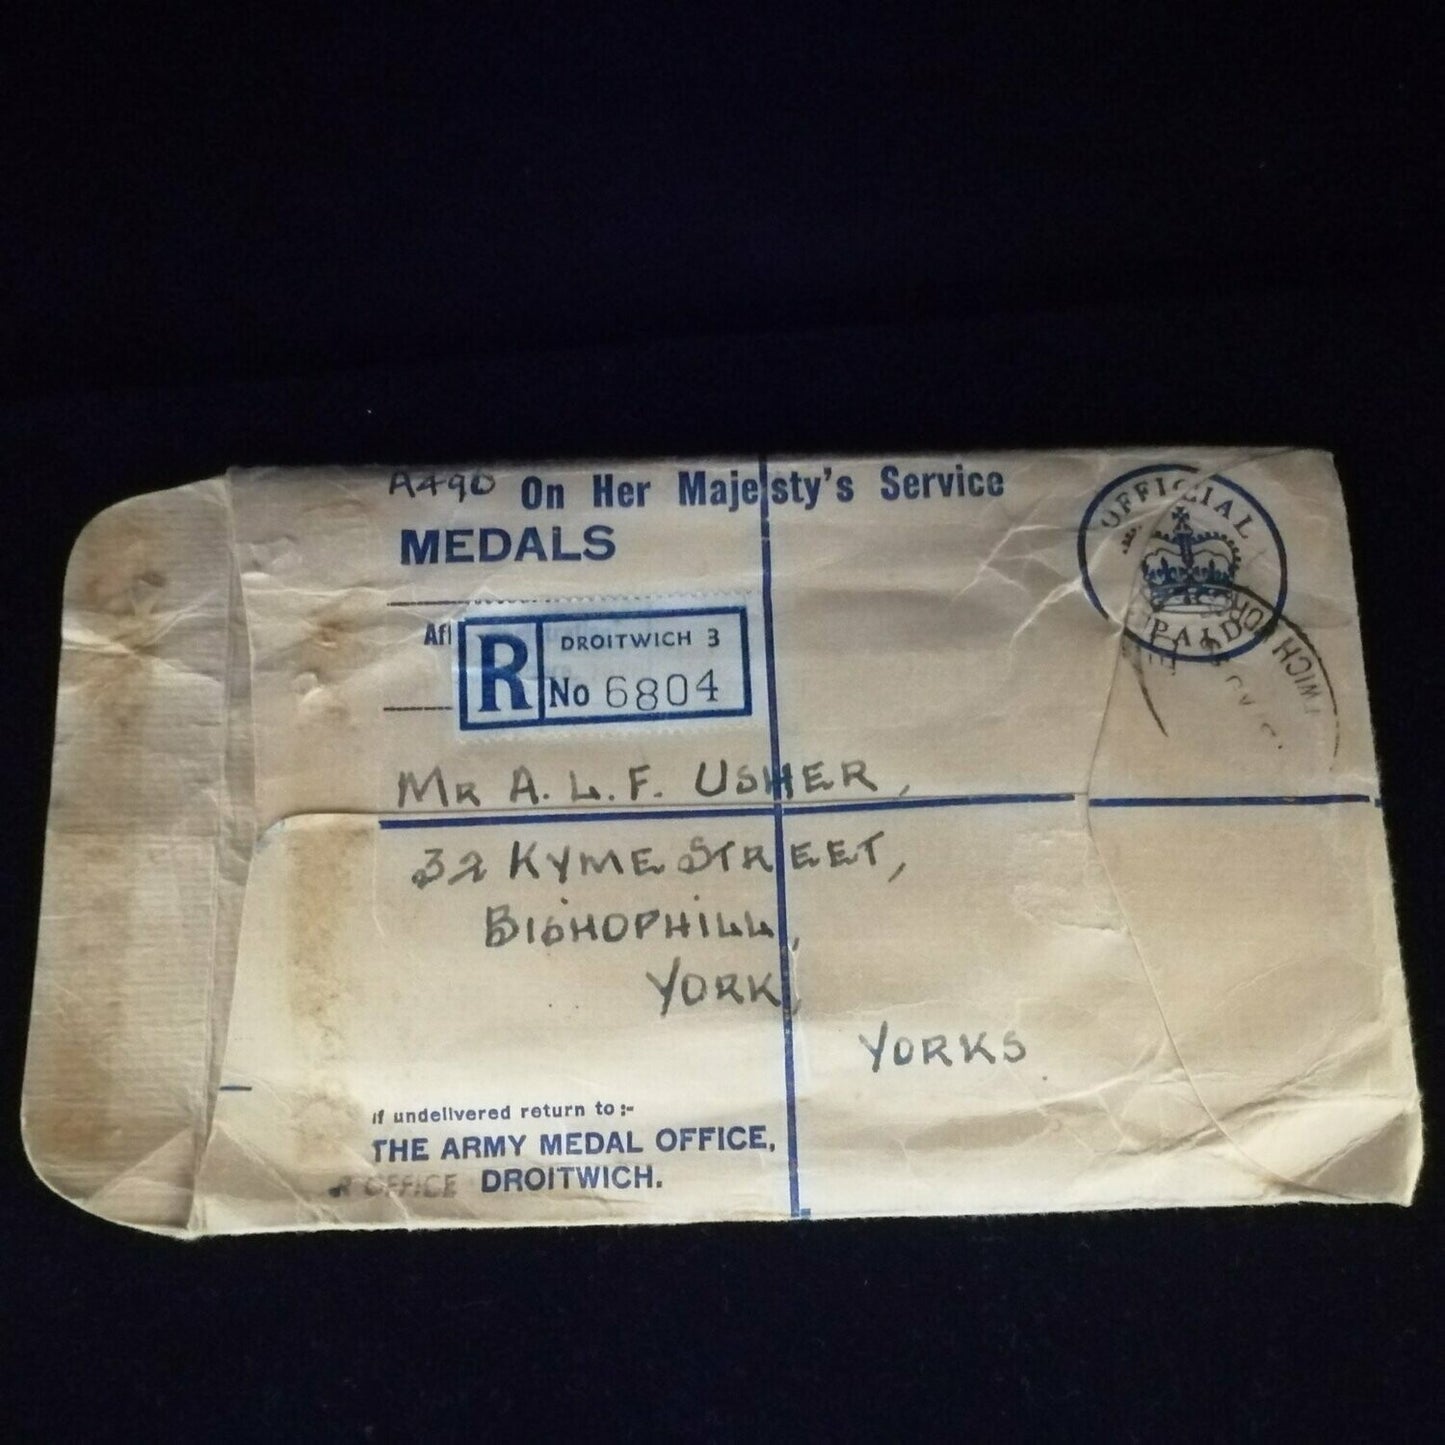 A490 On Her Majesty's Service
MEDALS
OFFICIAL
PAID
R DROITWICH 3
No 6804
MR A. L. F. USHER,
32 KYME STREET,
BISHOPHILL,
YORK,
YORKS
If undelivered return to :-
THE ARMY MEDAL OFFICE,
OFFICE DROITWICH.